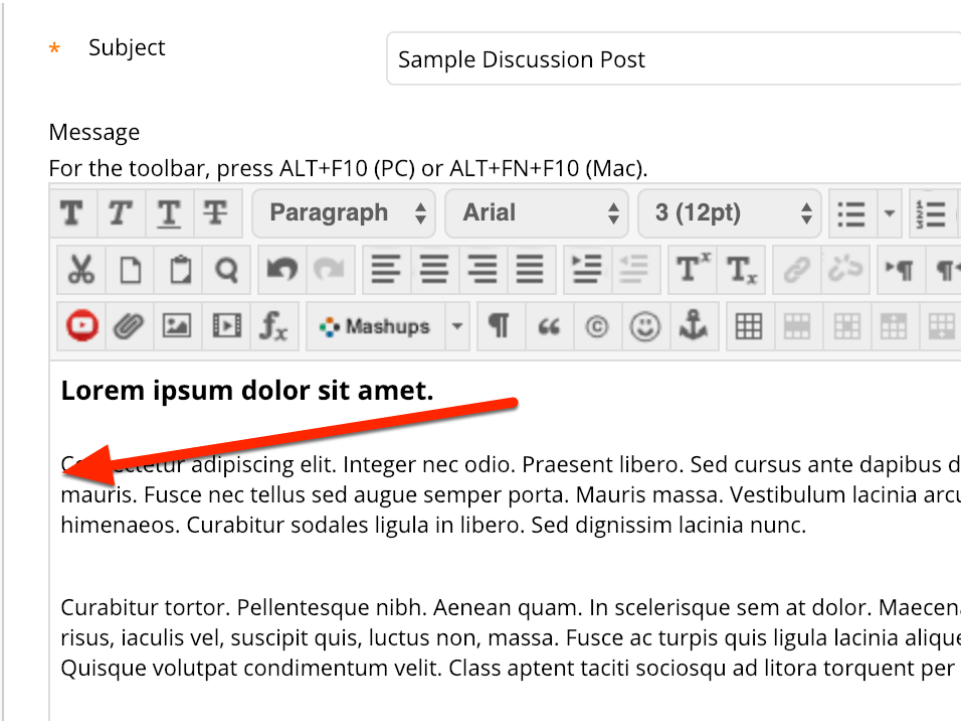 * Subject
Sample Discussion Post
Message
For the toolbar, press ALT+F10 (PC) or ALT+FN+F10 (Mac).
T T T T Paragraph Arial 3 (12pt)
Tx Tx ¶ ¶
fx Mashups ¶ “ ©
Lorem ipsum dolor sit amet.
adipiscing elit. Integer nec odio. Praesent libero. Sed cursus ante dapibus d
mauris. Fusce nec tellus sed augue semper porta. Mauris massa. Vestibulum lacinia arcu
himenaeos. Curabitur sodales ligula in libero. Sed dignissim lacinia nunc.
Curabitur tortor. Pellentesque nibh. Aenean quam. In scelerisque sem at dolor. Maecena
risus, iaculis vel, suscipit quis, luctus non, massa. Fusce ac turpis quis ligula lacinia alique
Quisque volutpat condimentum velit. Class aptent taciti sociosqu ad litora torquent per